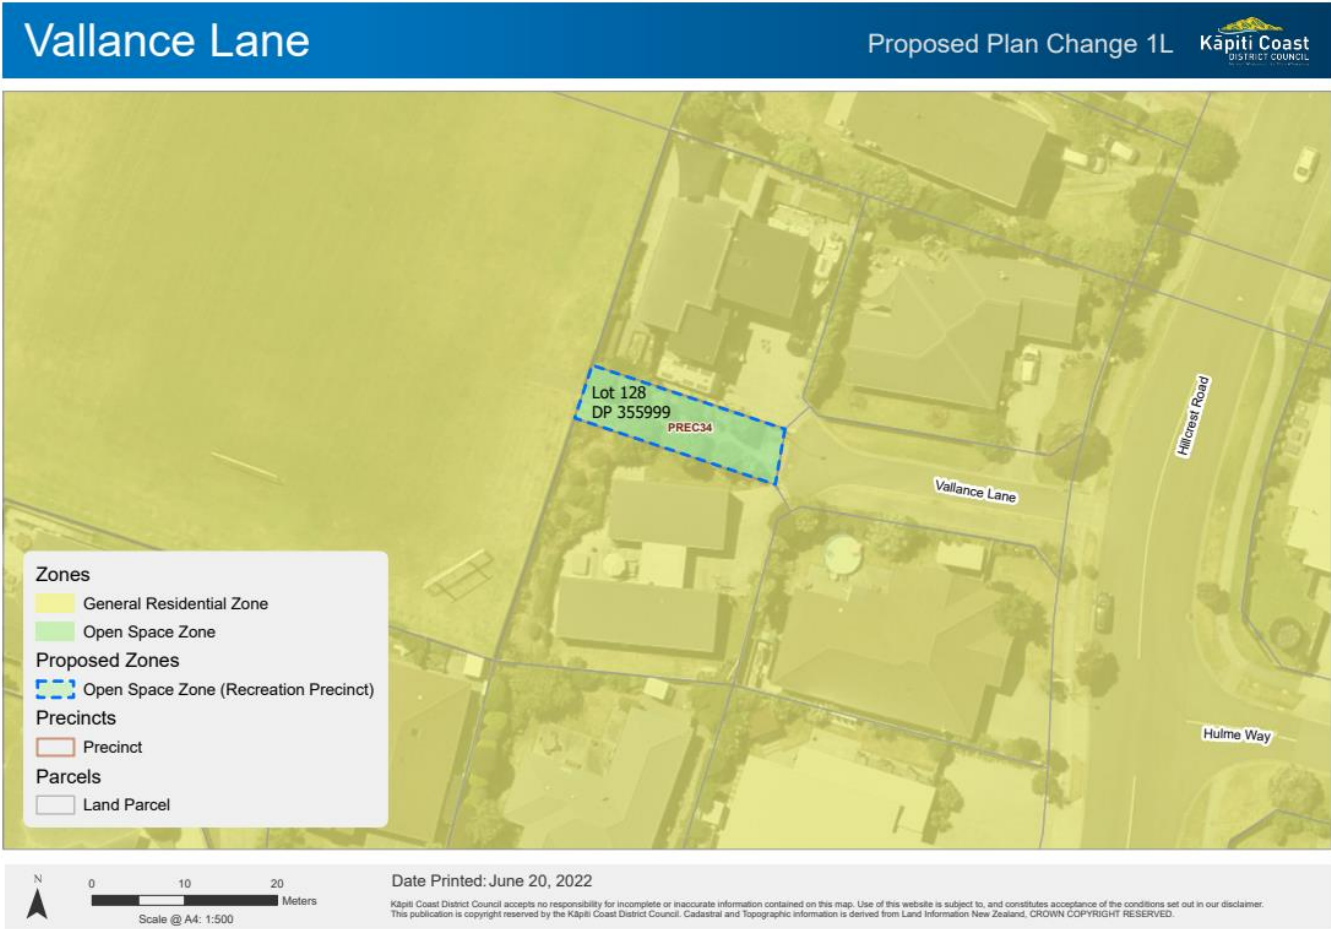 Vallance Lane
Proposed Plan Change 1L
Kāpiti Coast
DISTRICT COUNCIL
Lot 128
DP 355999
PREC34
Hillcrest Road
Vallance Lane
Hulme Way
Zones
General Residential Zone
Open Space Zone
Proposed Zones
Open Space Zone (Recreation Precinct)
Precincts
Precinct
Parcels
Land Parcel
N
0 10 20
Meters
Scale @ A4: 1:500
Date Printed: June 20, 2022
Kāpiti Coast District Council accepts no responsibility for incomplete or inaccurate information contained on this map. Use of this website is subject to, and constitutes acceptance of the conditions set out in our disclaimer.
This publication is copyright reserved by the Kāpiti Coast District Council. Cadastral and Topographic information is derived from Land Information New Zealand, CROWN COPYRIGHT RESERVED.